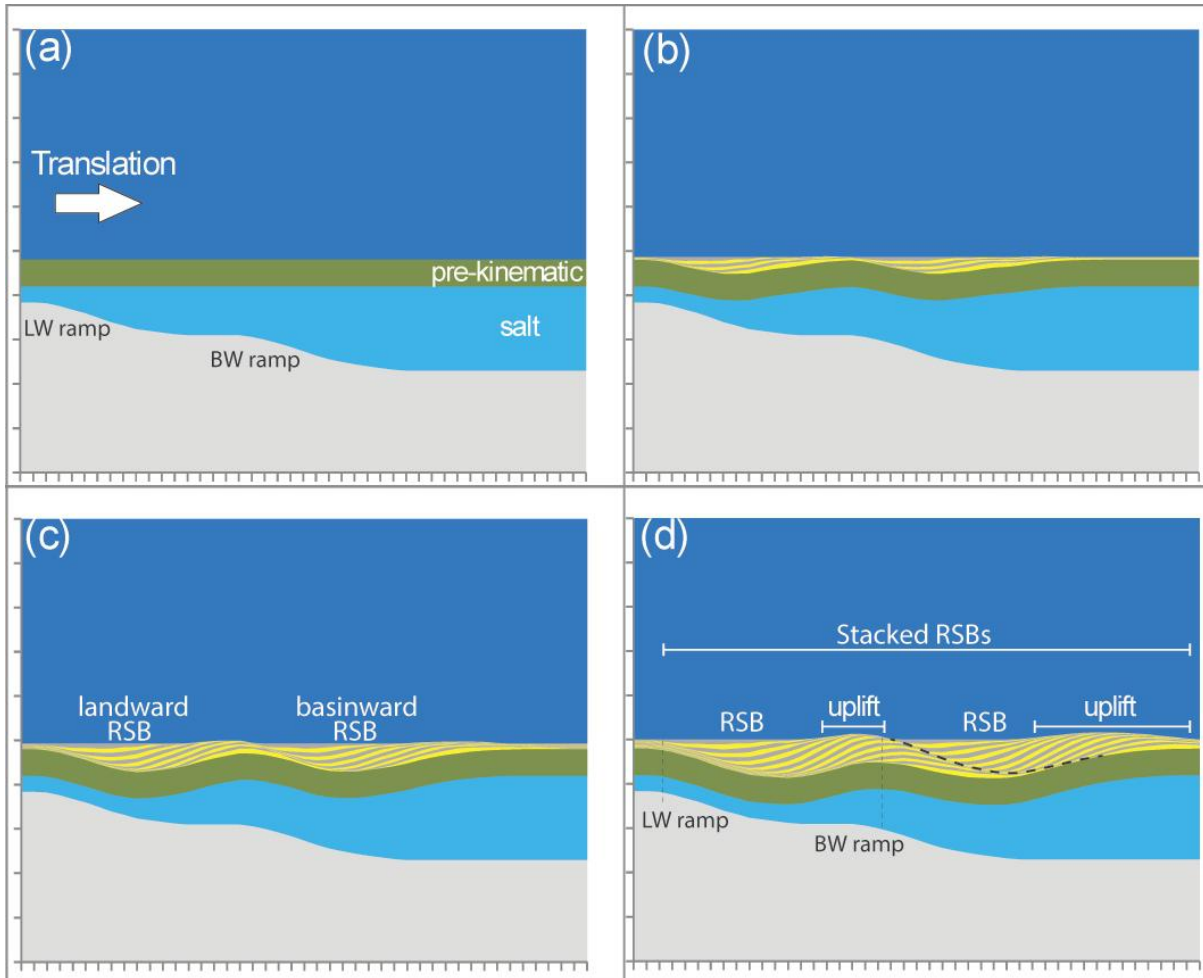 (a)
Translation
pre-kinematic
LW ramp
salt
BW ramp
(b)
(c)
landward
RSB
basinward
RSB
(d)
Stacked RSBs
RSB
uplift
RSB
uplift
LW ramp
BW ramp